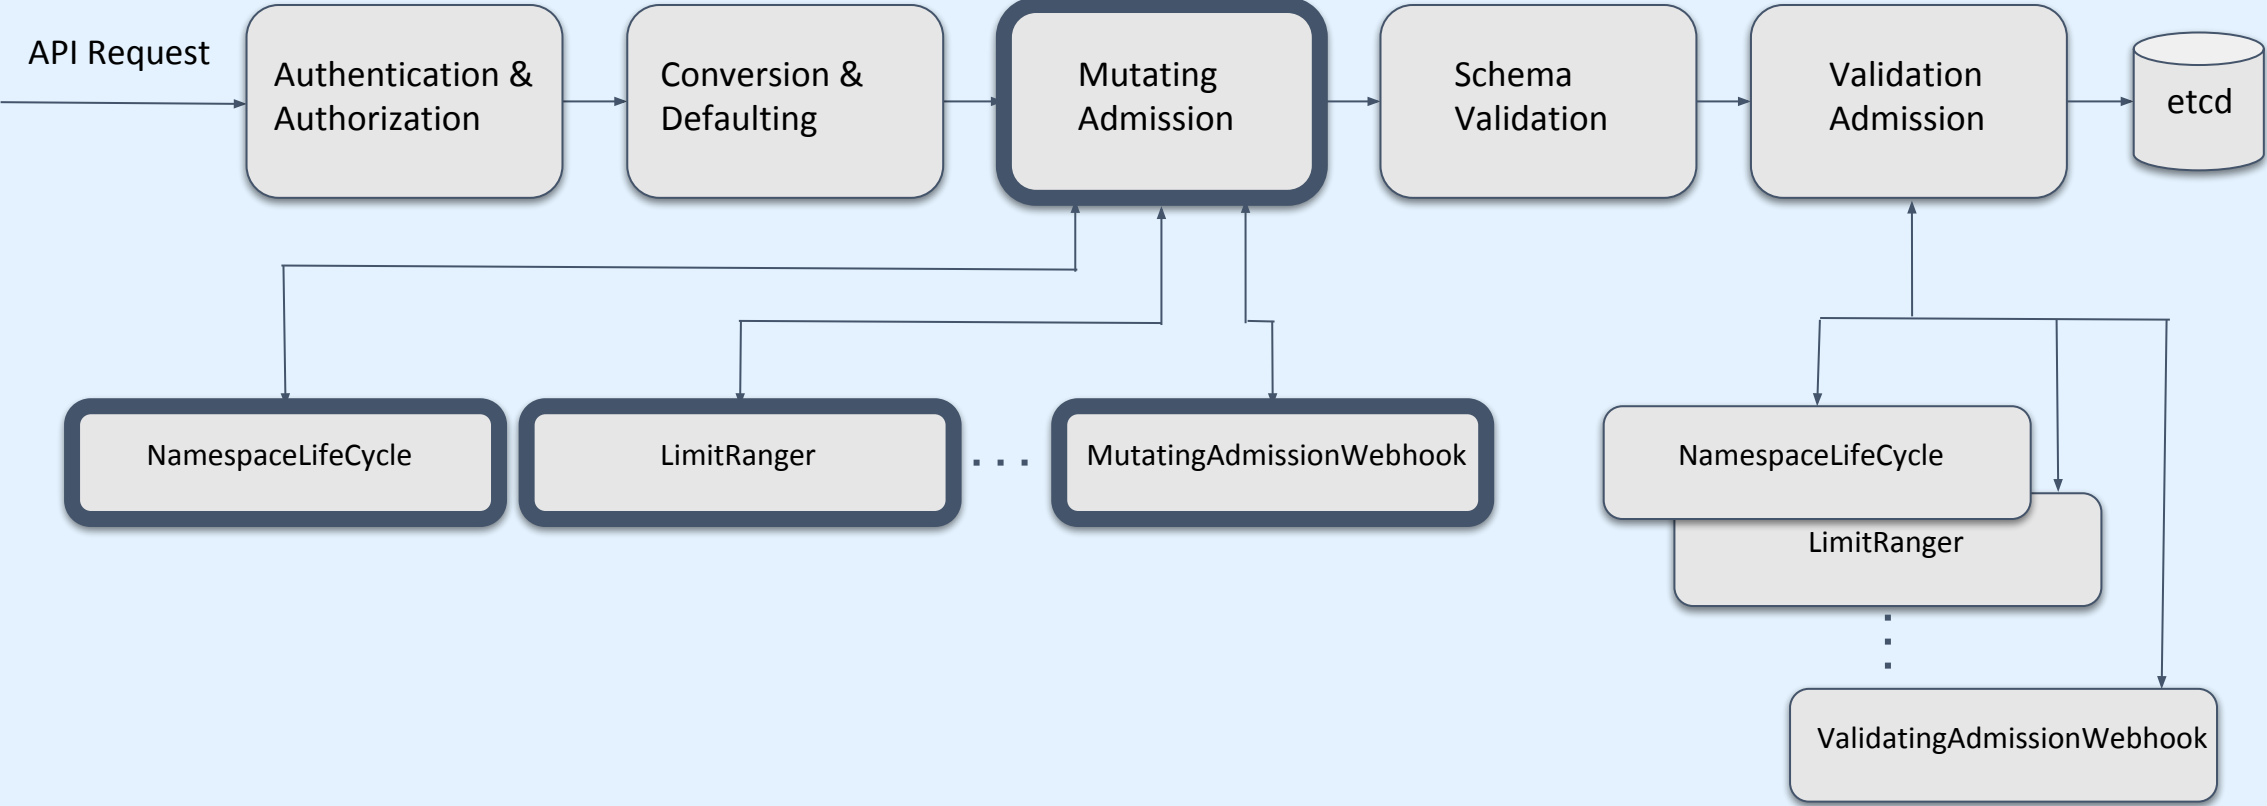 API Request
Authentication &
Authorization
Conversion &
Defaulting
Mutating
Admission
Schema
Validation
Validation
Admission
etcd
NamespaceLifeCycle
LimitRanger
. . .
MutatingAdmissionWebhook
NamespaceLifeCycle
LimitRanger
ValidatingAdmissionWebhook